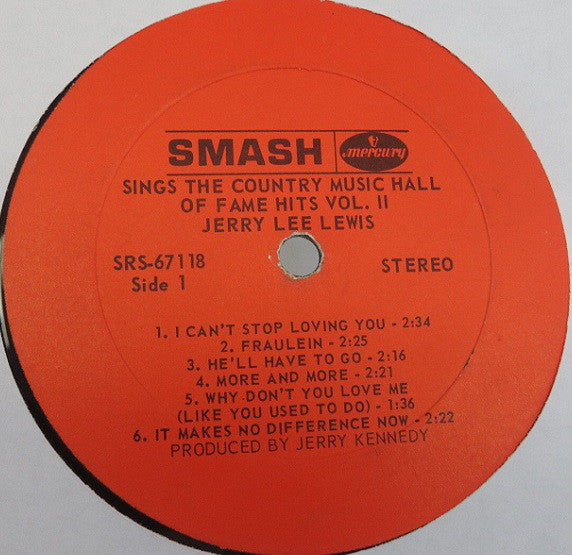 SMASH mercury
SINGS THE COUNTRY MUSIC HALL
OF FAME HITS VOL. II
JERRY LEE LEWIS
SRS-67118 STEREO
Side 1
1. I CAN'T STOP LOVING YOU - 2:34
2. FRAULEIN - 2:25
3. HE'LL HAVE TO GO - 2:16
4. MORE AND MORE - 2:21
5. WHY DON'T YOU LOVE ME
(LIKE YOU USED TO DO) - 1:36
6. IT MAKES NO DIFFERENCE NOW - 2:22
PRODUCED BY JERRY KENNEDY